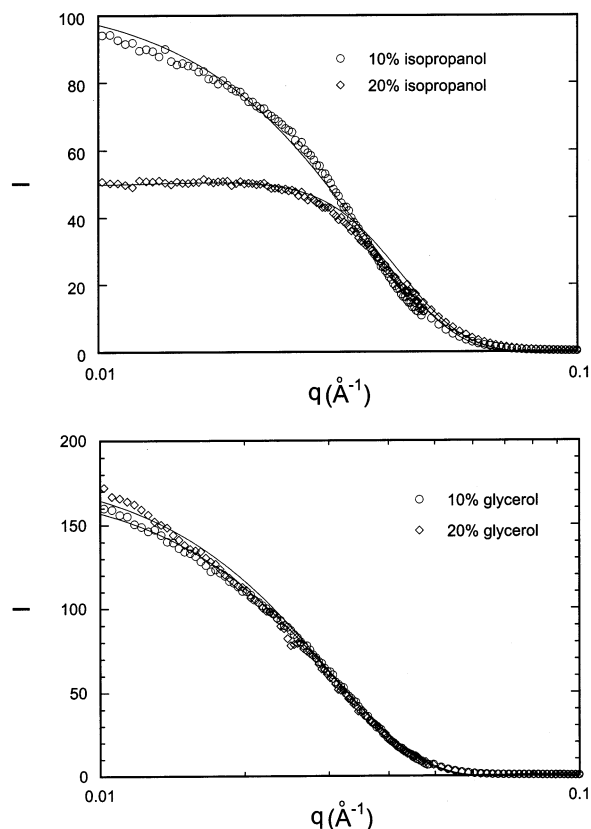 100
80
60
40
20
0
I
○ 10% isopropanol
◇ 20% isopropanol
0.01
0.1
q (Å⁻¹)
200
150
100
50
0
I
○ 10% glycerol
◇ 20% glycerol
0.01
0.1
q (Å⁻¹)